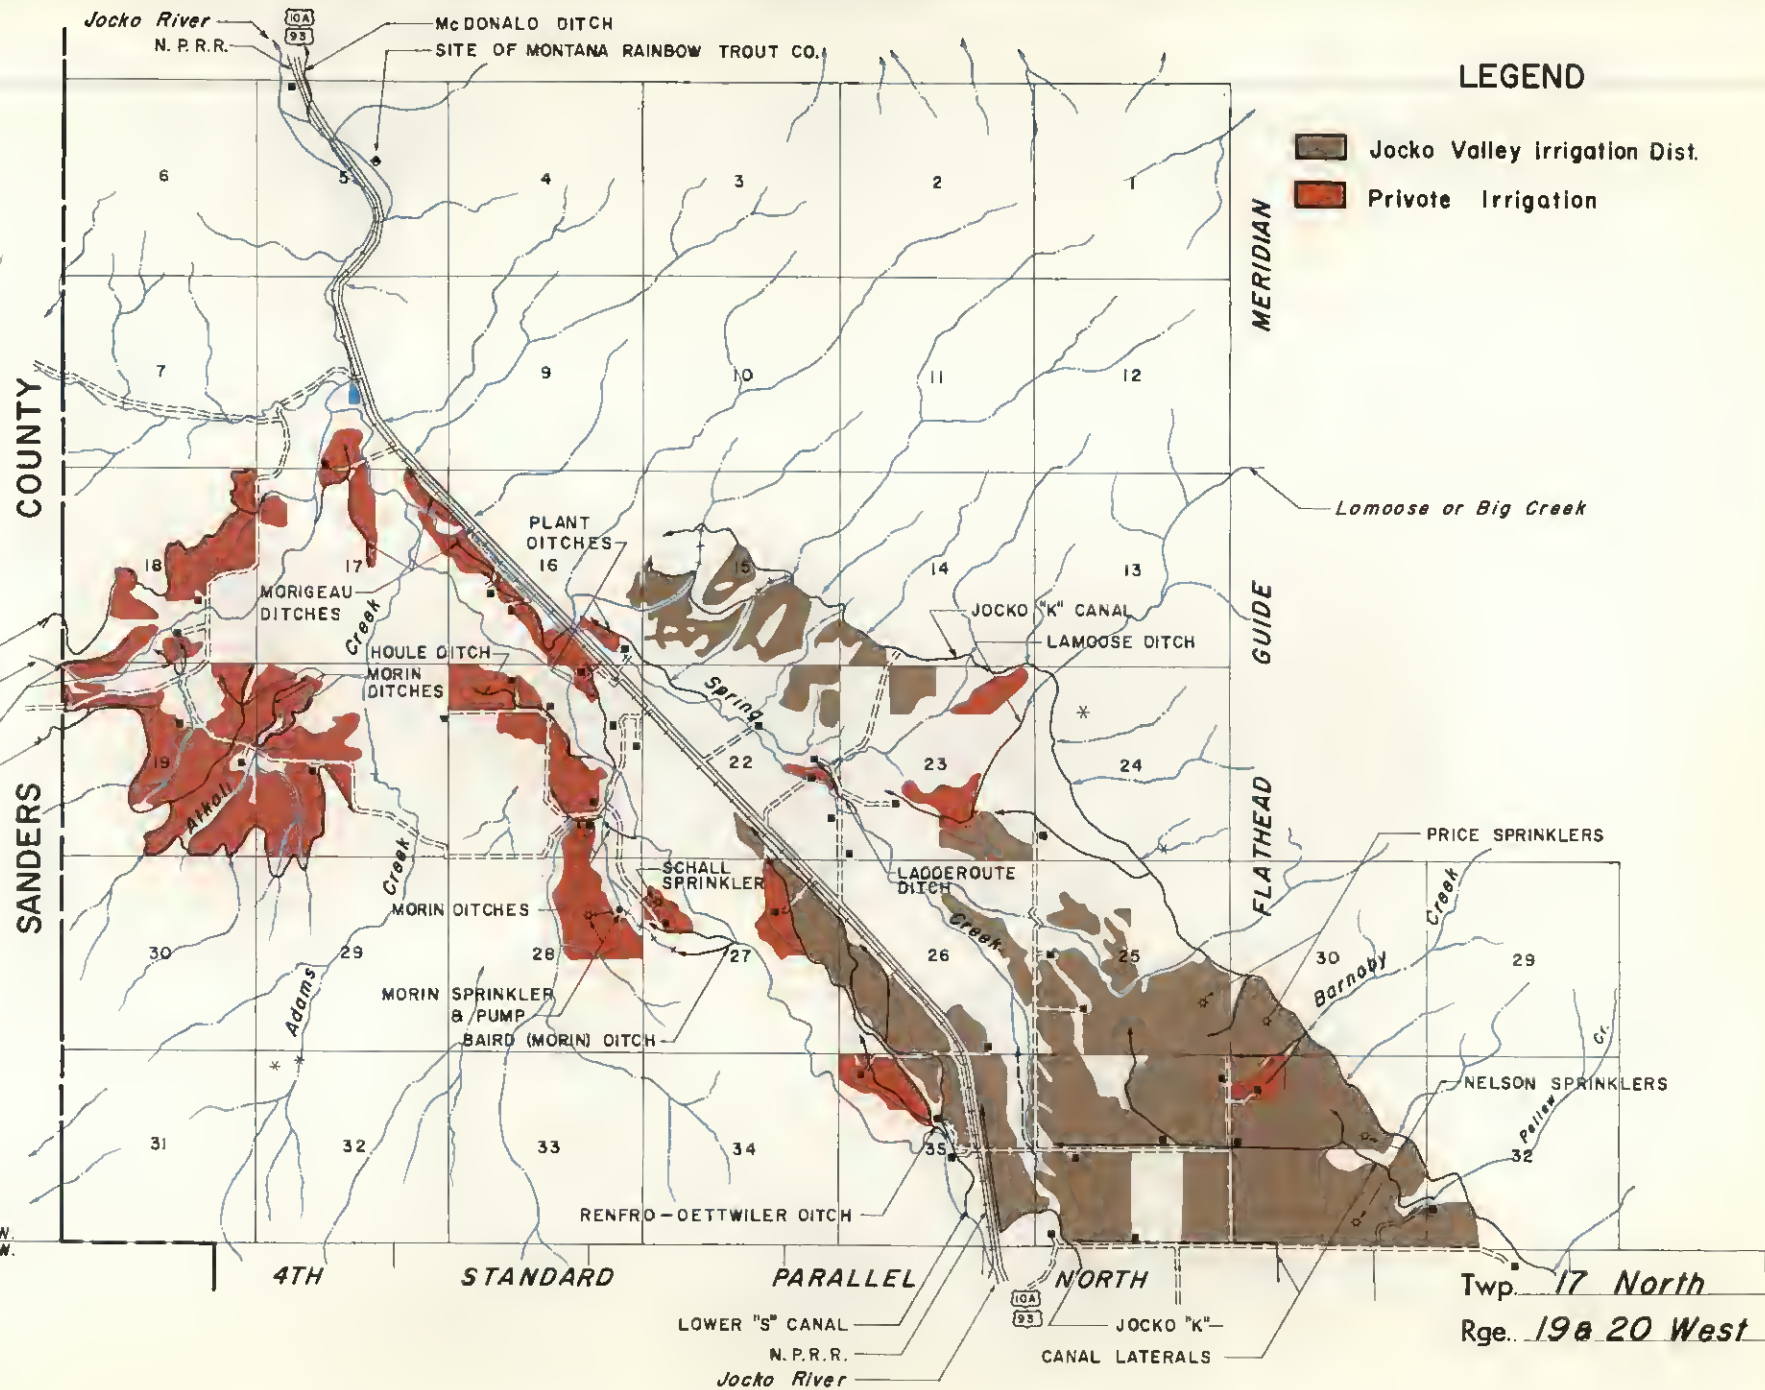 Jocko River
N. P. R. R.
10A
93
McDONALD DITCH
SITE OF MONTANA RAINBOW TROUT CO.
LEGEND
Jocko Valley Irrigation Dist.
Private Irrigation
6
5
4
3
2
1
7
9
10
11
12
MERIDIAN
COUNTY
Lamoose or Big Creek
PLANT
DITCHES
18
17
16
15
14
13
MORIGEAU
DITCHES
Creek
JOCKO "K" CANAL
LAMOOSE DITCH
GUIDE
HOULE DITCH
MORIN
DITCHES
Spring
19
22
23
24
Alkali
SANDERS
FLATHEAD
PRICE SPRINKLERS
Creek
SCHALL
SPRINKLER
LADDEROUTE
DITCH
Creek
MORIN DITCHES
Creek
30
29
28
27
26
25
30
29
Barnaby
Adams
MORIN SPRINKLER
& PUMP
BAIRD (MORIN) DITCH
Cr.
NELSON SPRINKLERS
Pellew
31
32
33
34
35
32
RENFRO-DETTWILER DITCH
N.
N.
4TH STANDARD PARALLEL NORTH
Twp. 17 North
10A
93
LOWER "S" CANAL
JOCKO "K"
Rge. 19 & 20 West
N. P. R. R.
CANAL LATERALS
Jocko River